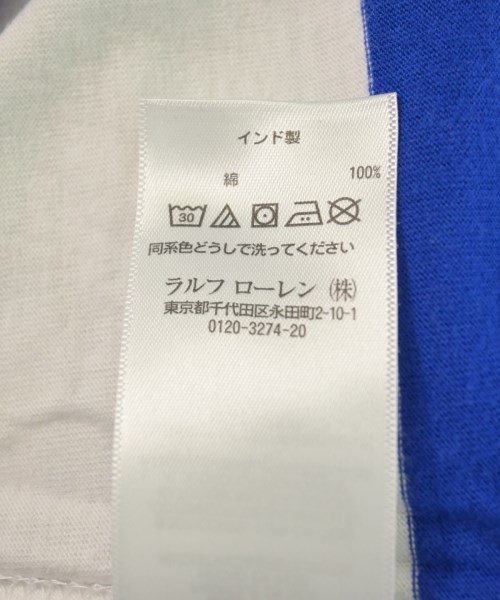 インド製
綿 100%
30
同系色どうしで洗ってください
ラルフ ローレン (株)
東京都千代田区永田町2-10-1
0120-3274-20